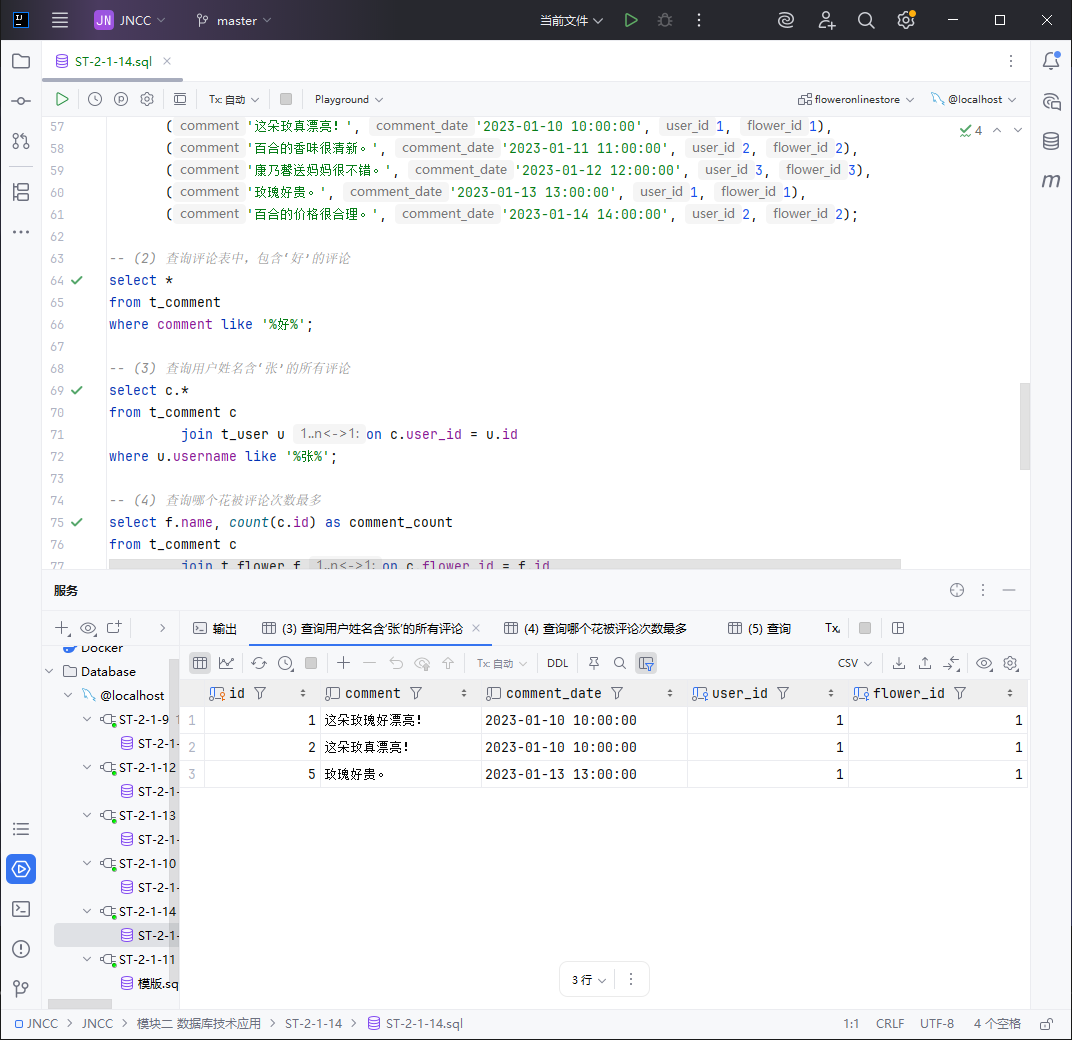 JN JNCC master 当前文件
ST-2-1-14.sql
Tx: 自动 Playground floweronlinestore @localhost
57 ( comment '这朵玫真漂亮！', comment_date '2023-01-10 10:00:00', user_id 1, flower_id 1),
58 ( comment '百合的香味很清新。', comment_date '2023-01-11 11:00:00', user_id 2, flower_id 2),
59 ( comment '康乃馨送妈妈很不错。', comment_date '2023-01-12 12:00:00', user_id 3, flower_id 3),
60 ( comment '玫瑰好贵。', comment_date '2023-01-13 13:00:00', user_id 1, flower_id 1),
61 ( comment '百合的价格很合理。', comment_date '2023-01-14 14:00:00', user_id 2, flower_id 2);
4
62
63 -- (2) 查询评论表中，包含'好'的评论
64 select *
65 from t_comment
66 where comment like '%好%';
67
68 -- (3) 查询用户姓名含'张'的所有评论
69 select c.*
70 from t_comment c
71 join t_user u 1..n<->1: on c.user_id = u.id
72 where u.username like '%张%';
73
74 -- (4) 查询哪个花被评论次数最多
75 select f.name, count(c.id) as comment_count
76 from t_comment c
77 join t_flower f 1..n<->1: on c.flower_id = f.id
服务
输出 (3) 查询用户姓名含'张'的所有评论 (4) 查询哪个花被评论次数最多 (5) 查询 Tx
Tx: 自动 DDL CSV
Docker
Database
@localhost
ST-2-1-9 1
ST-2-1-
ST-2-1-12
ST-2-1-
ST-2-1-13
ST-2-1-
ST-2-1-10
ST-2-1-
ST-2-1-14
ST-2-1-
ST-2-1-11
模版.sq
id comment comment_date user_id flower_id
1 1 这朵玫瑰好漂亮！ 2023-01-10 10:00:00 1 1
2 2 这朵玫真漂亮！ 2023-01-10 10:00:00 1 1
3 5 玫瑰好贵。 2023-01-13 13:00:00 1 1
3 行
JNCC > JNCC > 模块二 数据库技术应用 > ST-2-1-14 > ST-2-1-14.sql 1:1 CRLF UTF-8 4 个空格